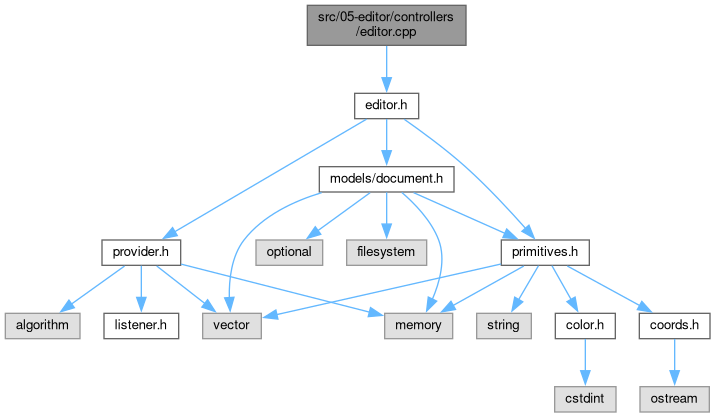 src/05-editor/controllers
/editor.cpp
editor.h
models/document.h
provider.h
optional
filesystem
primitives.h
algorithm
listener.h
vector
memory
string
color.h
coords.h
cstdint
ostream